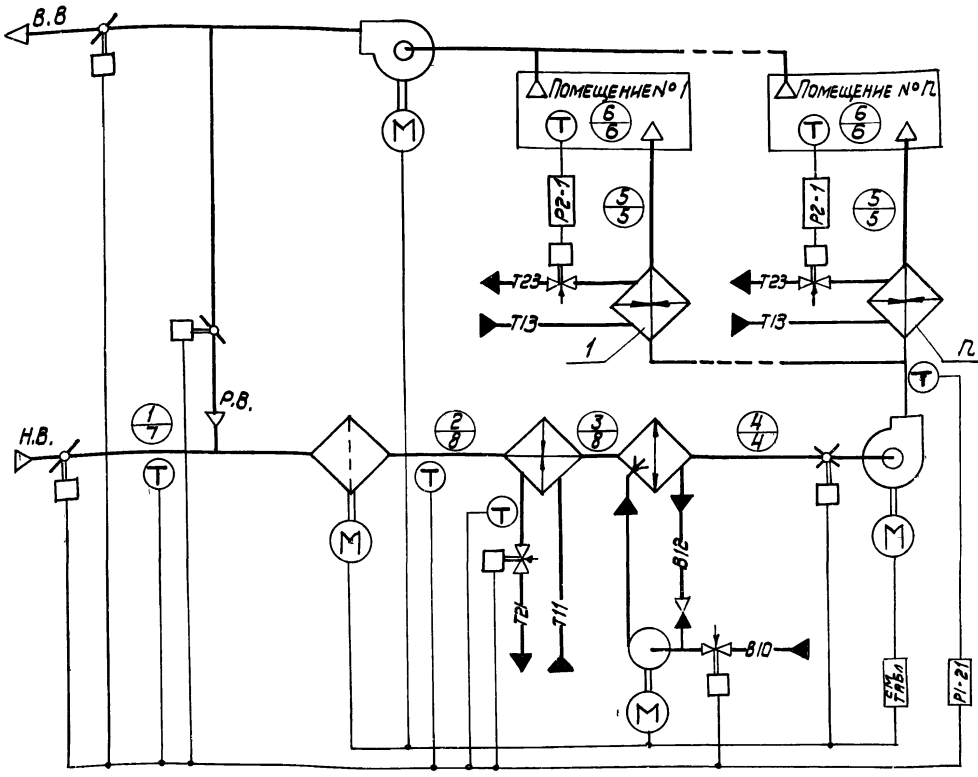 В.В
М
ПОМЕЩЕНИЕ №1
Т
6
6
ПОМЕЩЕНИЕ №П
Т
6
6
Р2-1
5
5
Р2-1
5
5
Т23
Т13
1
Т23
Т13
П
Т
Р.В.
Н.В.
1
7
2
8
3
8
4
4
Т
Т
Т
М
М
Т21
Т11
В12
В10
М
СМ
ТАБЛ
Р1-21